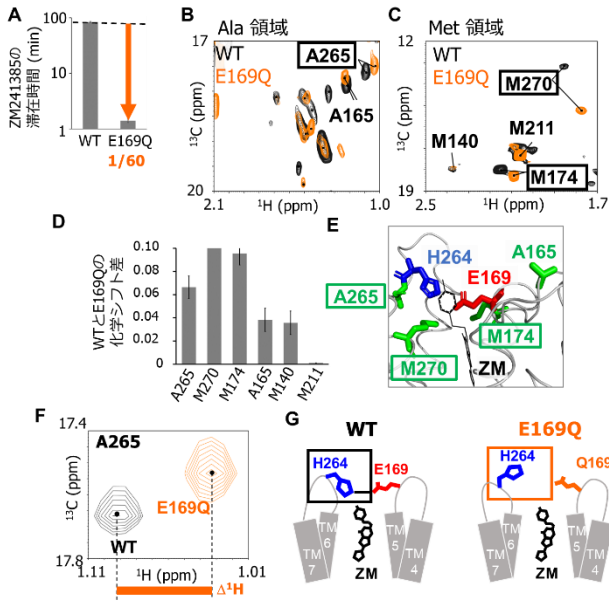 A
ZM241385の
滞在時間 (min)
100
10
1
WT
E169Q
1/60
B
Ala 領域
WT
E169Q
A265
A165
17
20
¹³C (ppm)
2.1
¹H (ppm)
1.0
C
Met 領域
WT
E169Q
M270
M211
M140
M174
12
19
¹³C (ppm)
2.5
¹H (ppm)
1.7
D
WTとE169Qの
化学シフト差
0.10
0.08
0.06
0.04
0.02
0
A265
M270
M174
A165
M140
M211
E
H264
A165
E169
A265
M174
M270
ZM
F
17.4
A265
E169Q
WT
¹³C (ppm)
17.8
1.11
¹H (ppm)
1.01
Δ¹H
G
WT
H264
E169
TM
7
TM
6
TM
5
TM
4
ZM
E169Q
H264
Q169
TM
7
TM
6
TM
5
TM
4
ZM